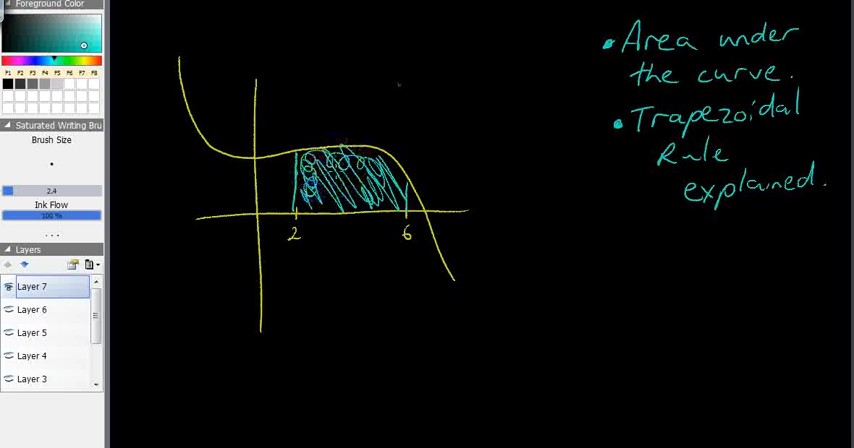 Foreground Color
P1 P2 P3 P4 P5 P6 P7 P8
Saturated Writing Bru
Brush Size
2.4
Ink Flow
100 %
...
Layers
Layer 7
Layer 6
Layer 5
Layer 4
Layer 3
2
6
• Area under
the curve.
• Trapezoidal
Rule
explained.